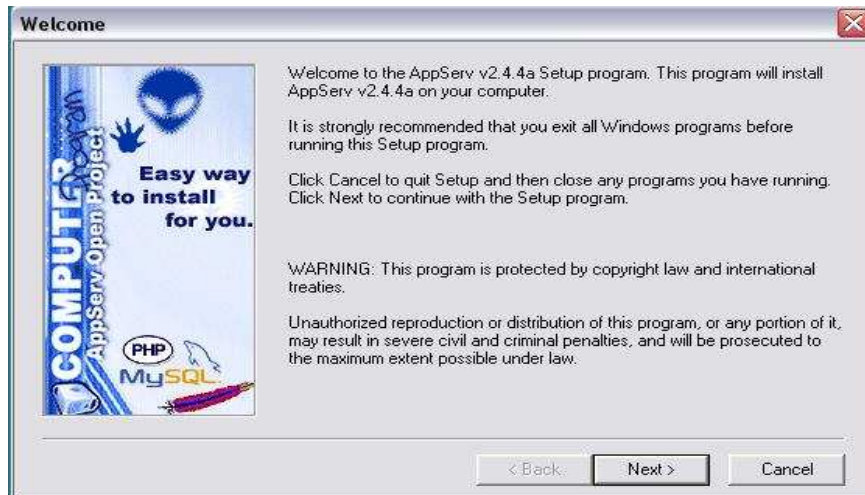 Welcome
Welcome to the AppServ v2.4.4a Setup program. This program will install
AppServ v2.4.4a on your computer.
It is strongly recommended that you exit all Windows programs before
running this Setup program.
Click Cancel to quit Setup and then close any programs you have running.
Click Next to continue with the Setup program.
WARNING: This program is protected by copyright law and international
treaties.
Unauthorized reproduction or distribution of this program, or any portion of it,
may result in severe civil and criminal penalties, and will be prosecuted to
the maximum extent possible under law.
COMPUTER
Program
AppServ Open Project
Easy way
to install
for you.
PHP
MySQL
< Back
Next >
Cancel